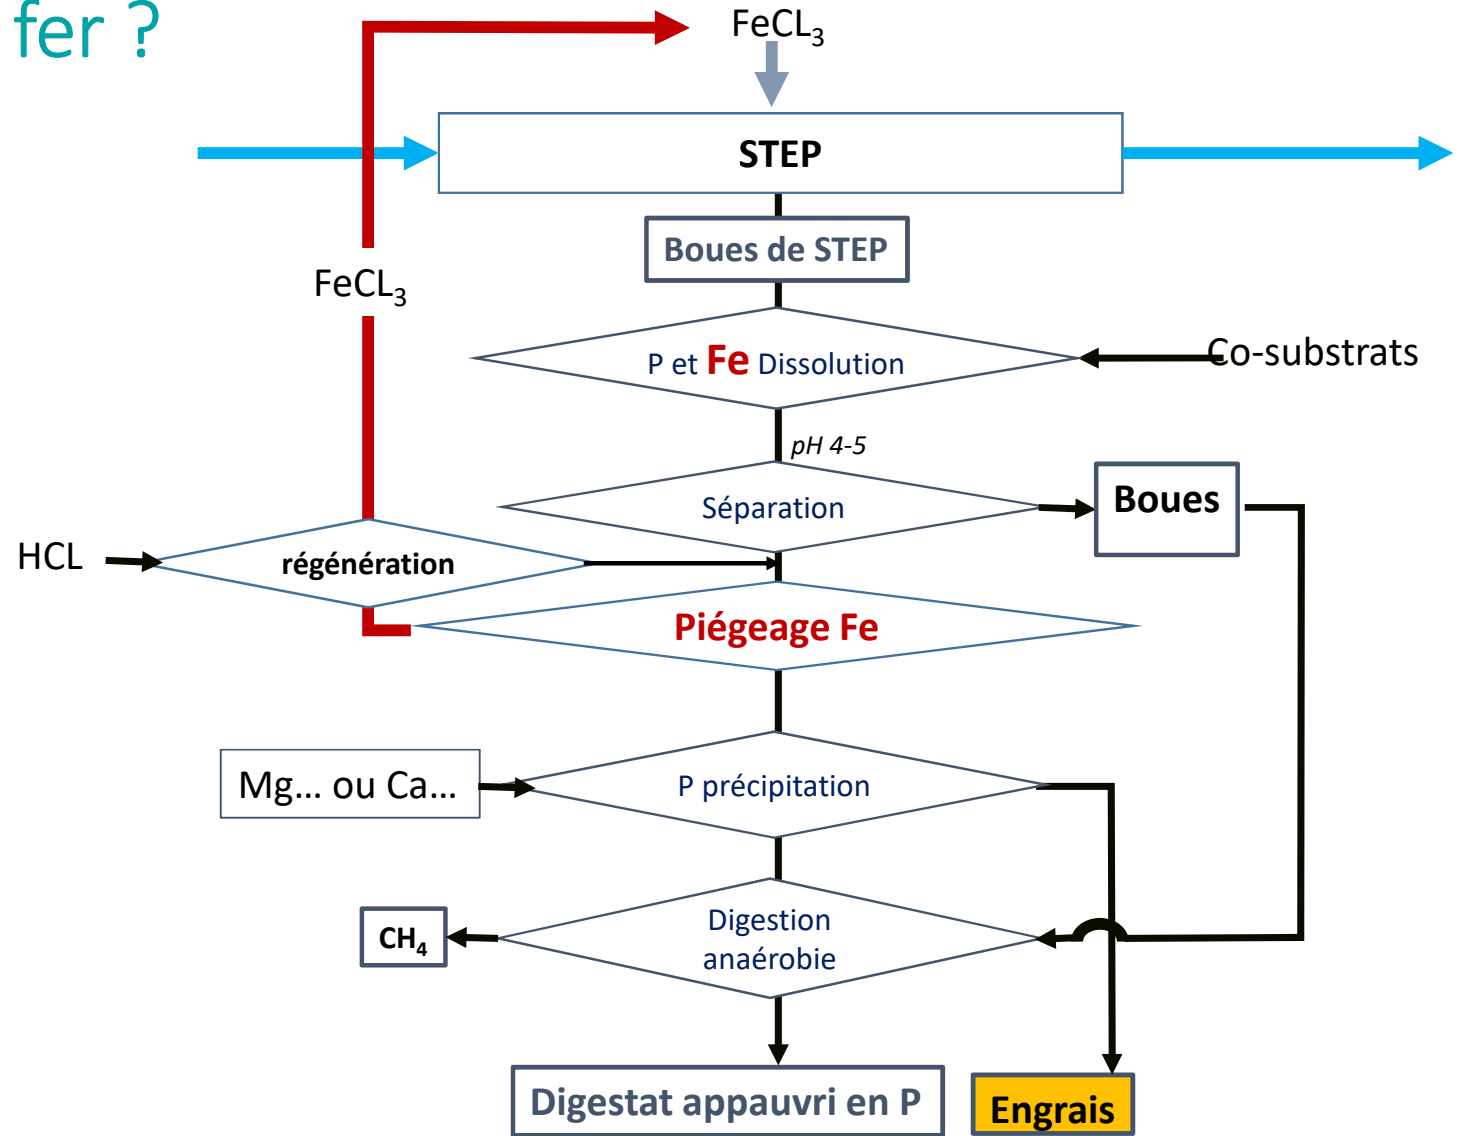 fer ?
FeCL₃
STEP
Boues de STEP
FeCL₃
P et Fe Dissolution
Co-substrats
pH 4-5
Séparation
Boues
HCL
régénération
Piégeage Fe
Mg... ou Ca...
P précipitation
CH₄
Digestion
anaérobie
Digestat appauvri en P
Engrais